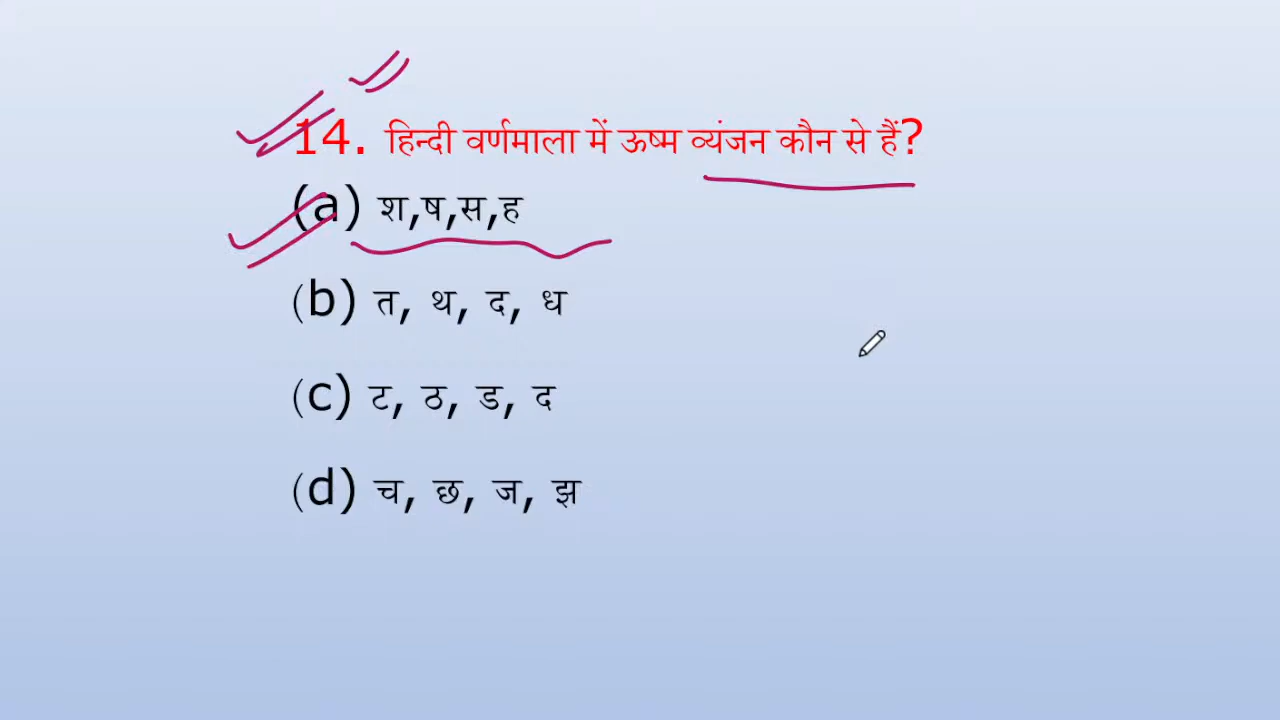 14. हिन्दी वर्णमाला में ऊष्म व्यंजन कौन से हैं?
(a) श,ष,स,ह
(b) त, थ, द, ध
(c) ट, ठ, ड, द
(d) च, छ, ज, झ